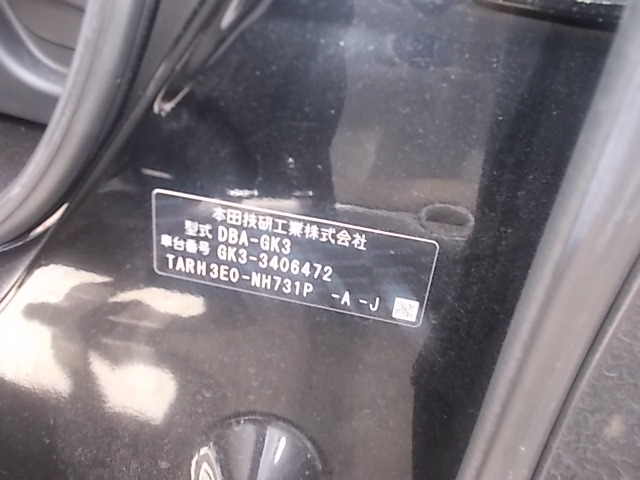 本田技研工業株式会社
型式 DBA-GK3
車台番号 GK3-3406472
TARH3E0-NH731P -A -J